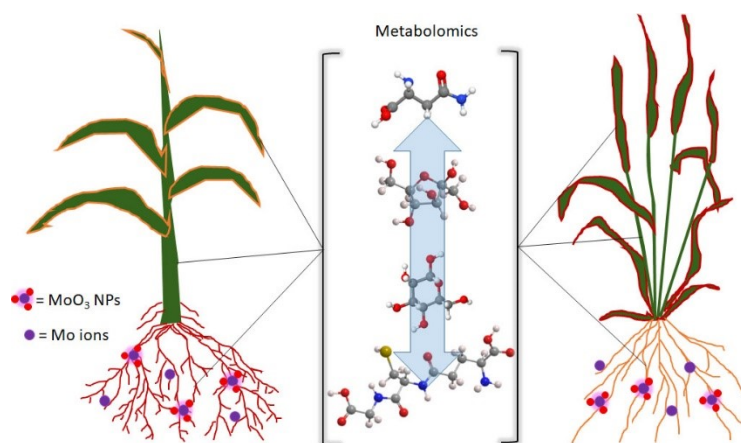 Metabolomics
= MoO₃ NPs
= Mo ions